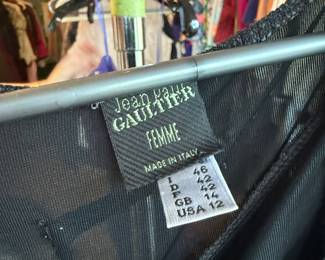 Jean Paul
GAULTIER
FEMME
MADE IN ITALY
I 46
D 42
F 42
GB 14
USA 12